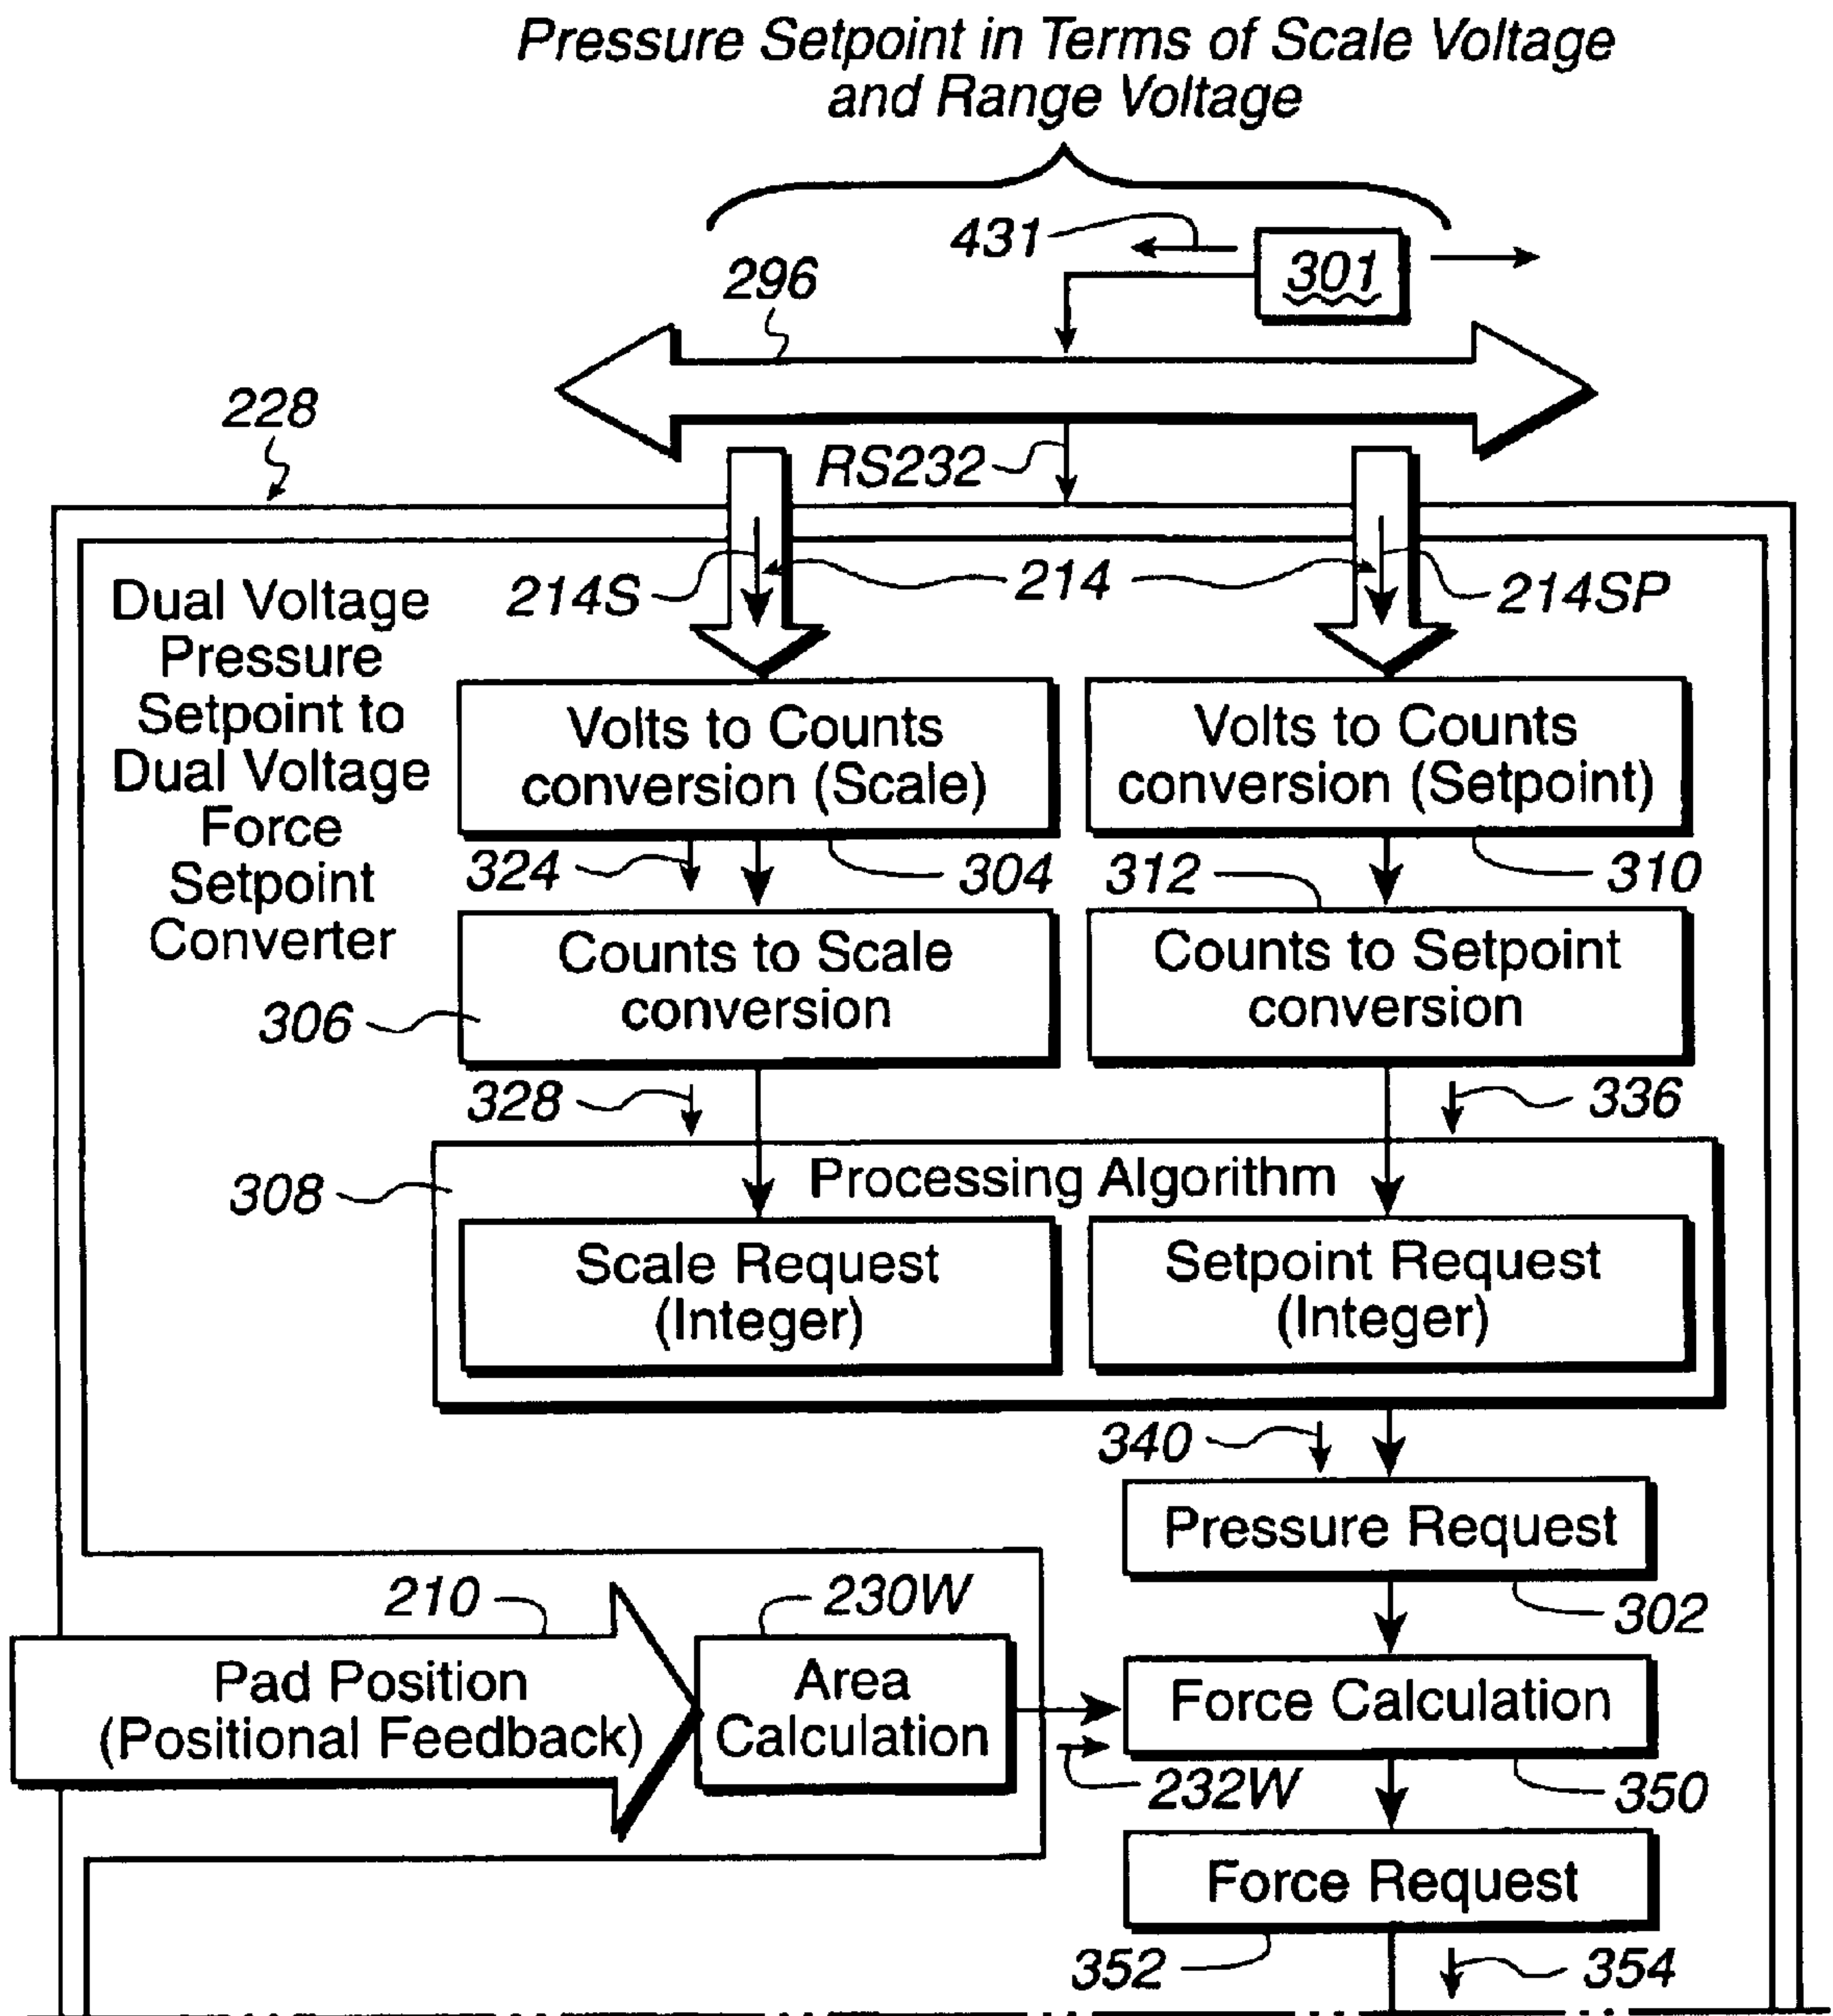 Pressure Setpoint in Terms of Scale Voltage
and Range Voltage
431
301
296
228
RS232
214S
214
214SP
Dual Voltage
Pressure
Setpoint to
Dual Voltage
Force
Setpoint
Converter
Volts to Counts
conversion (Scale)
Volts to Counts
conversion (Setpoint)
324
304
312
310
Counts to Scale
conversion
Counts to Setpoint
conversion
306
328
336
308
Processing Algorithm
Scale Request
(Integer)
Setpoint Request
(Integer)
340
Pressure Request
302
210
230W
Pad Position
(Positional Feedback)
Area
Calculation
Force Calculation
232W
350
Force Request
352
354